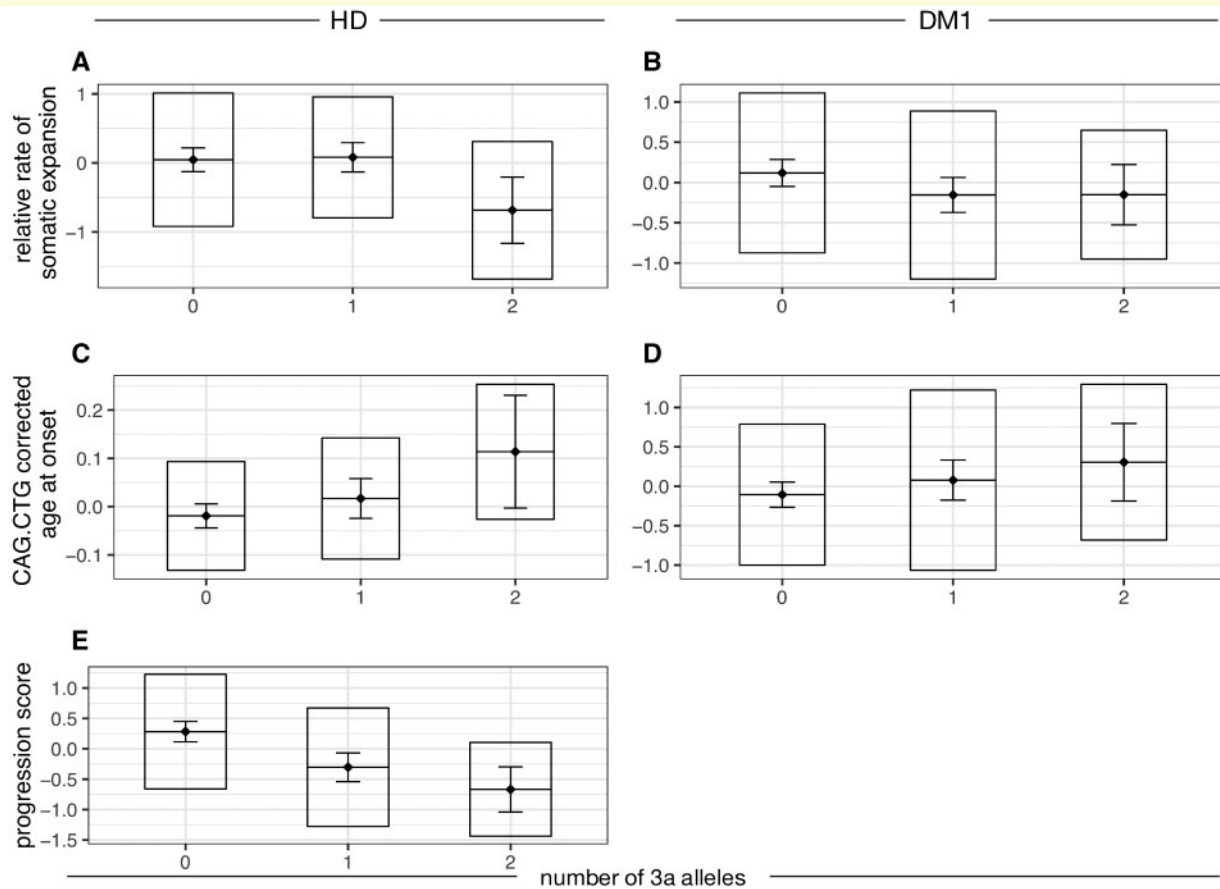 HD
DM1
A
relative rate of
somatic expansion
1
0
−1
0
1
2
B
1.0
0.5
0.0
−0.5
−1.0
0
1
2
C
CAG.CTG corrected
age at onset
0.2
0.1
0.0
−0.1
0
1
2
D
1.0
0.5
0.0
−0.5
−1.0
0
1
2
E
progression score
1.0
0.5
0.0
−0.5
−1.0
−1.5
0
1
2
number of 3a alleles